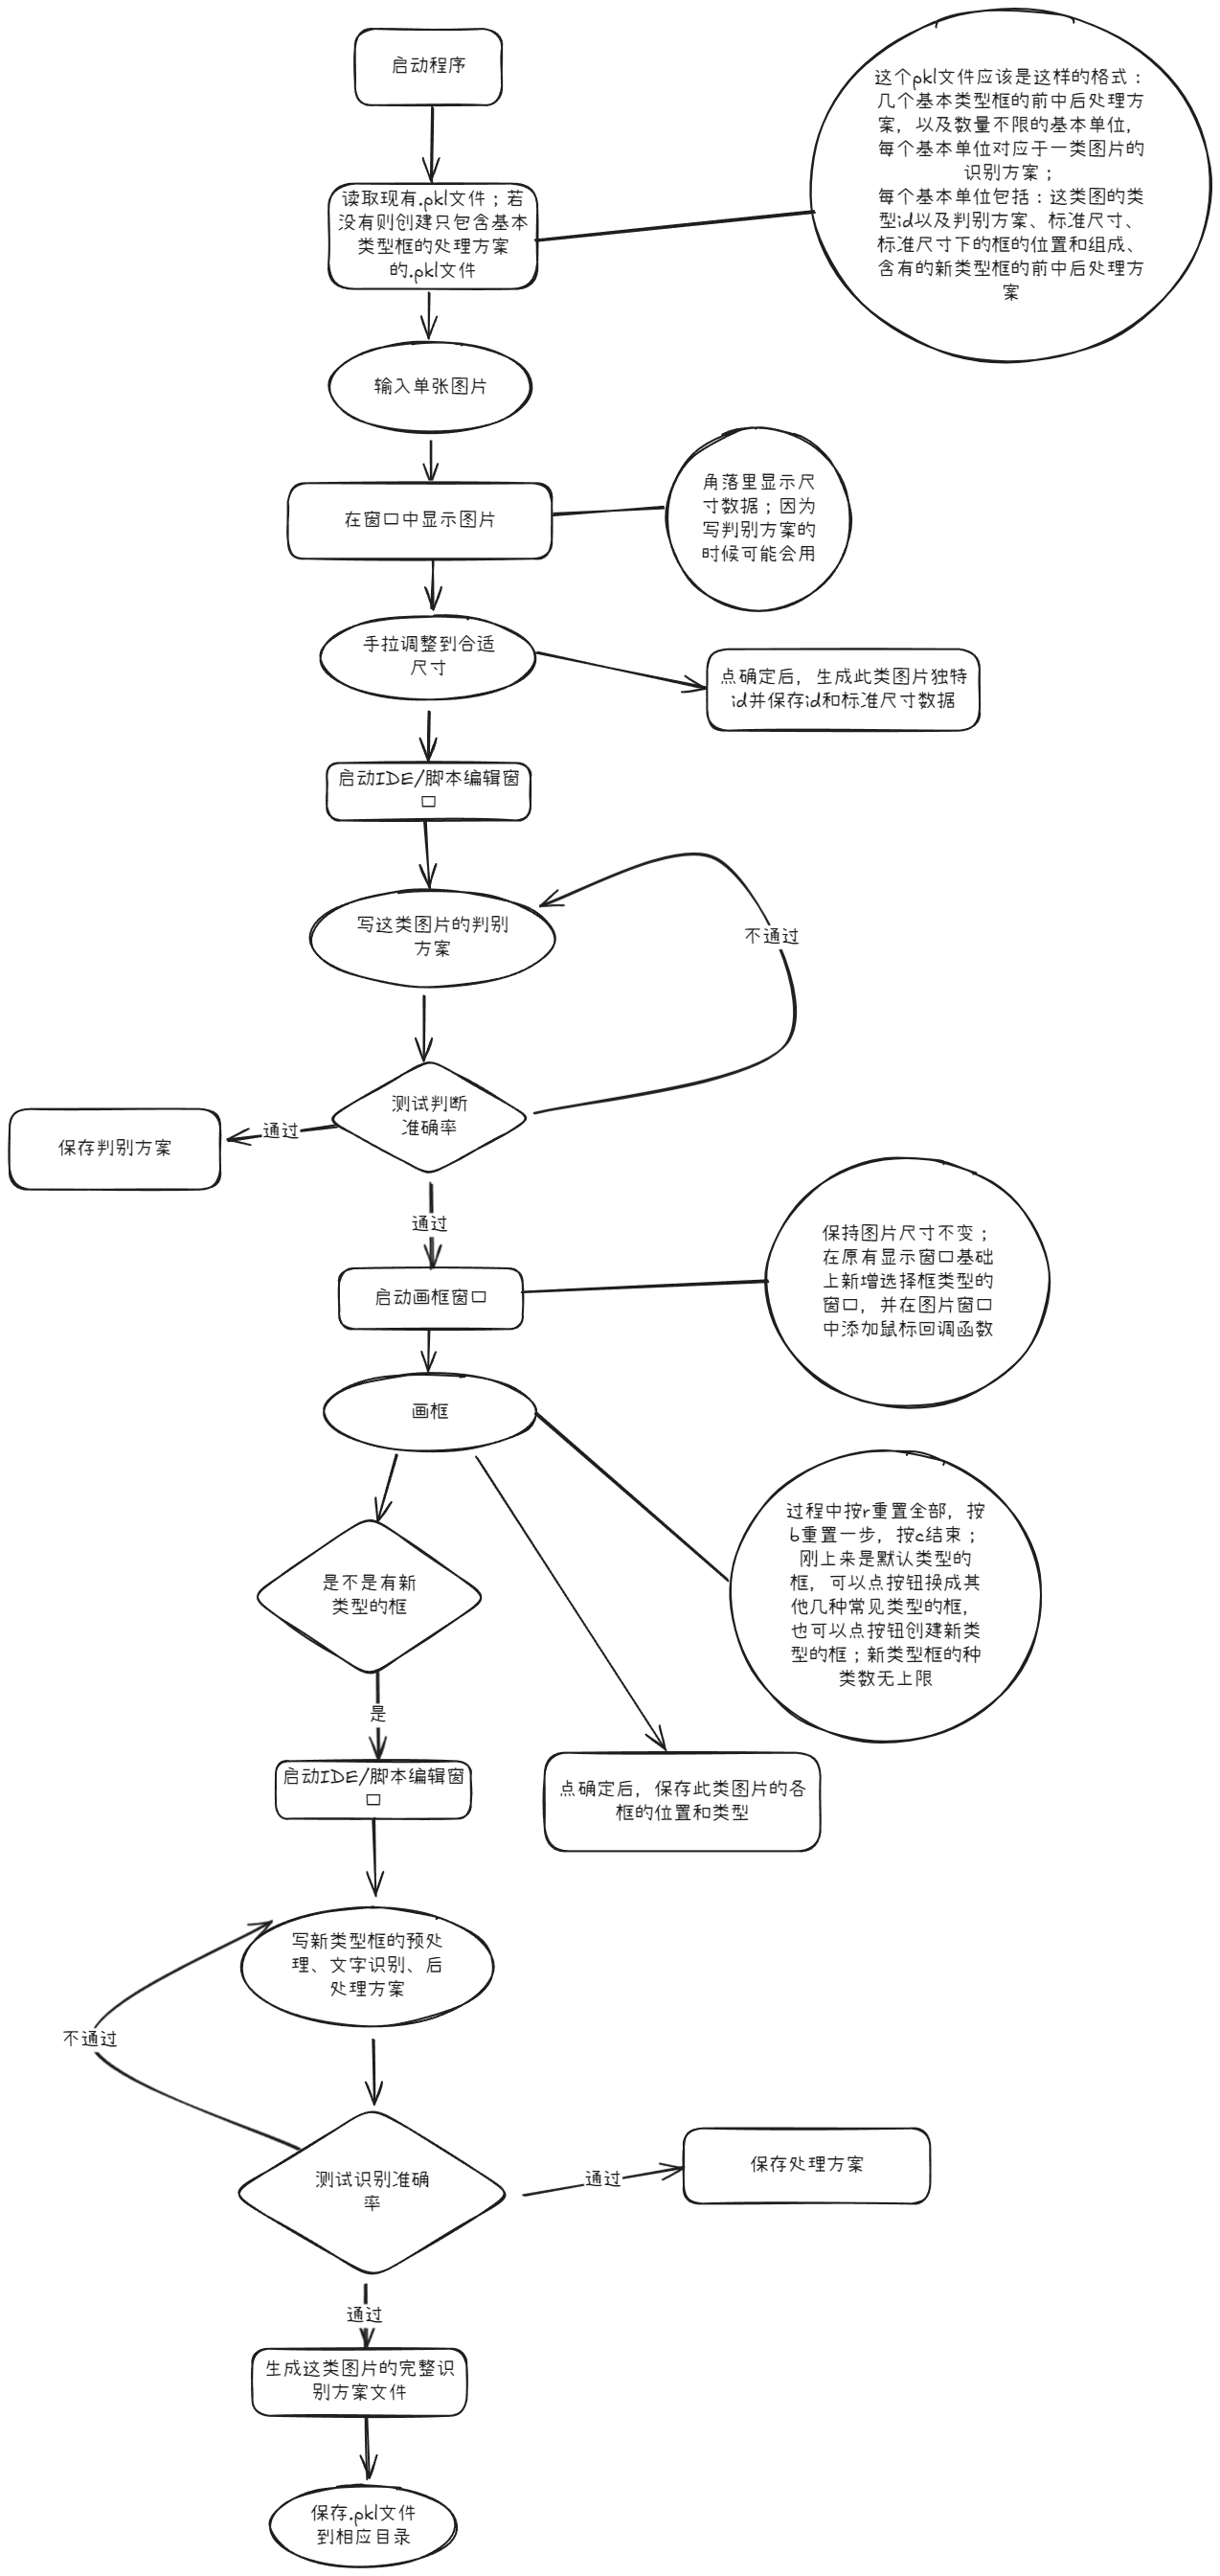 启动程序
这个pkl文件应该是这样的格式：
几个基本类型框的前中后处理方
案，以及数量不限的基本单位，
每个基本单位对应于一类图片的
识别方案；
每个基本单位包括：这类图的类
型id以及判别方案、标准尺寸、
标准尺寸下的框的位置和组成、
含有的新类型框的前中后处理方
案
读取现有.pkl文件；若
没有则创建只包含基本
类型框的处理方案
的.pkl文件
输入单张图片
在窗口中显示图片
角落里显示尺
寸数据；因为
写判别方案的
时候可能会用
手拉调整到合适
尺寸
点确定后，生成此类图片独特
id并保存id和标准尺寸数据
启动IDE/脚本编辑窗
口
写这类图片的判别
方案
不通过
测试判断
准确率
通过
保存判别方案
通过
启动画框窗口
保持图片尺寸不变；
在原有显示窗口基础
上新增选择框类型的
窗口，并在图片窗口
中添加鼠标回调函数
画框
过程中按r重置全部，按
b重置一步，按c结束；
刚上来是默认类型的
框，可以点按钮换成其
他几种常见类型的框，
也可以点按钮创建新类
型的框；新类型框的种
类数无上限
是不是有新
类型的框
是
启动IDE/脚本编辑窗
口
点确定后，保存此类图片的各
框的位置和类型
写新类型框的预处
理、文字识别、后
处理方案
不通过
测试识别准确
率
通过
保存处理方案
通过
生成这类图片的完整识
别方案文件
保存.pkl文件
到相应目录